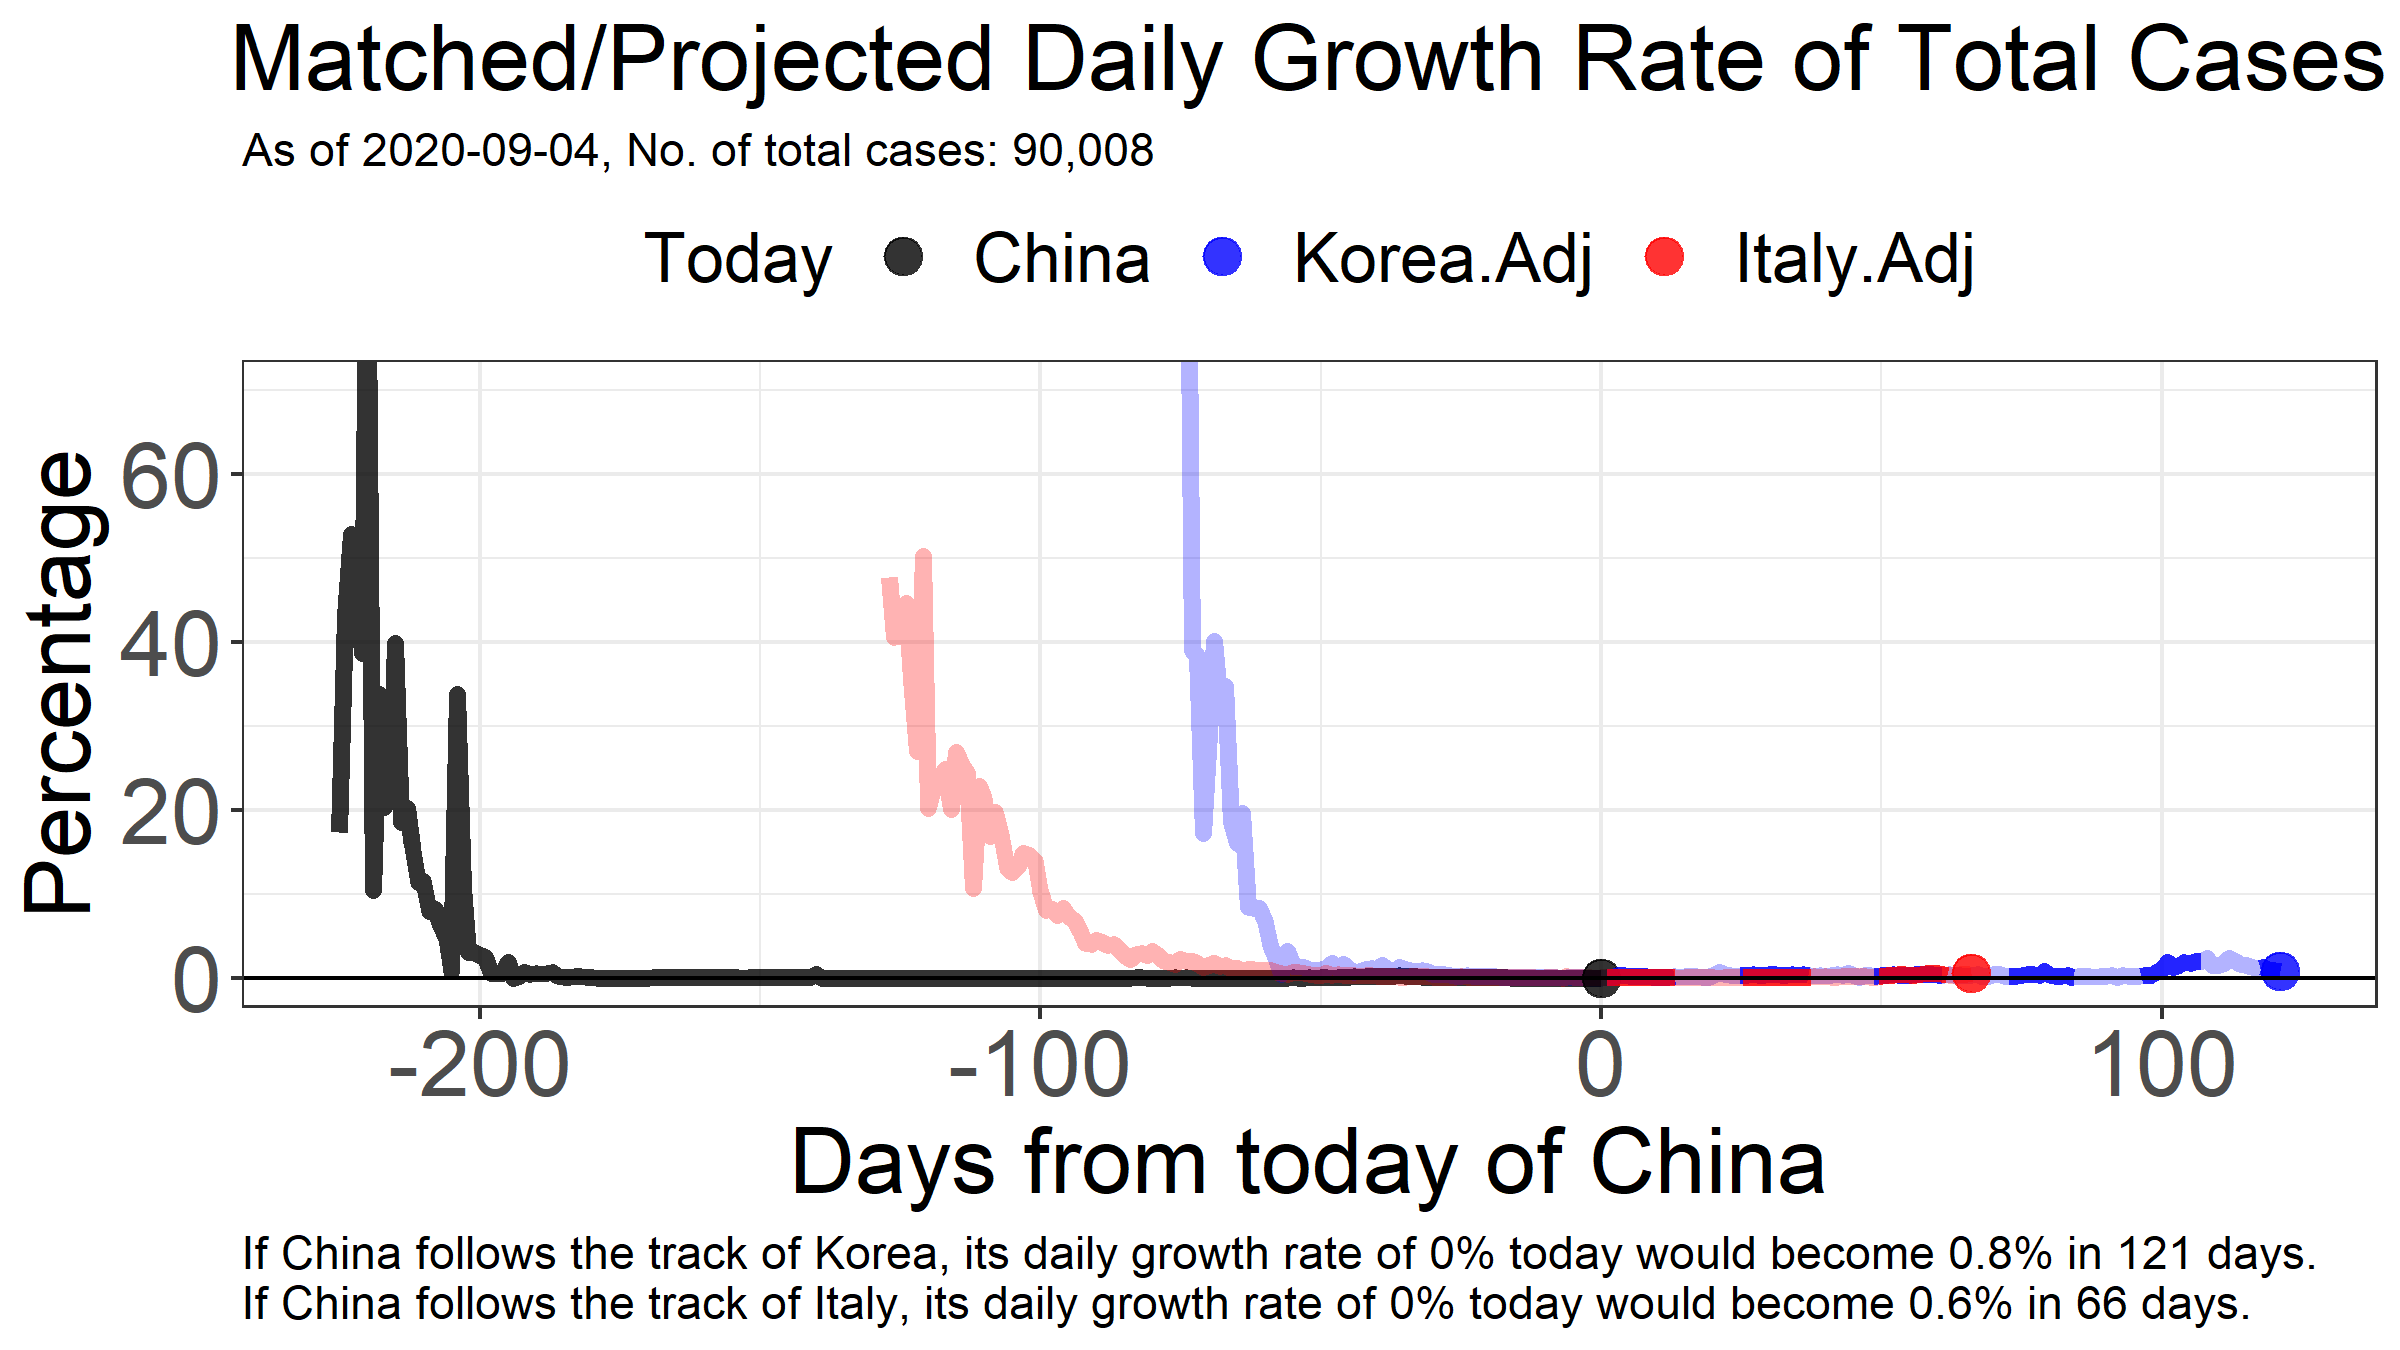 Matched/Projected Daily Growth Rate of Total Cases
As of 2020-09-04, No. of total cases: 90,008
Today China Korea.Adj Italy.Adj
Percentage
60
40
20
0
-200 -100 0 100
Days from today of China
If China follows the track of Korea, its daily growth rate of 0% today would become 0.8% in 121 days.
If China follows the track of Italy, its daily growth rate of 0% today would become 0.6% in 66 days.